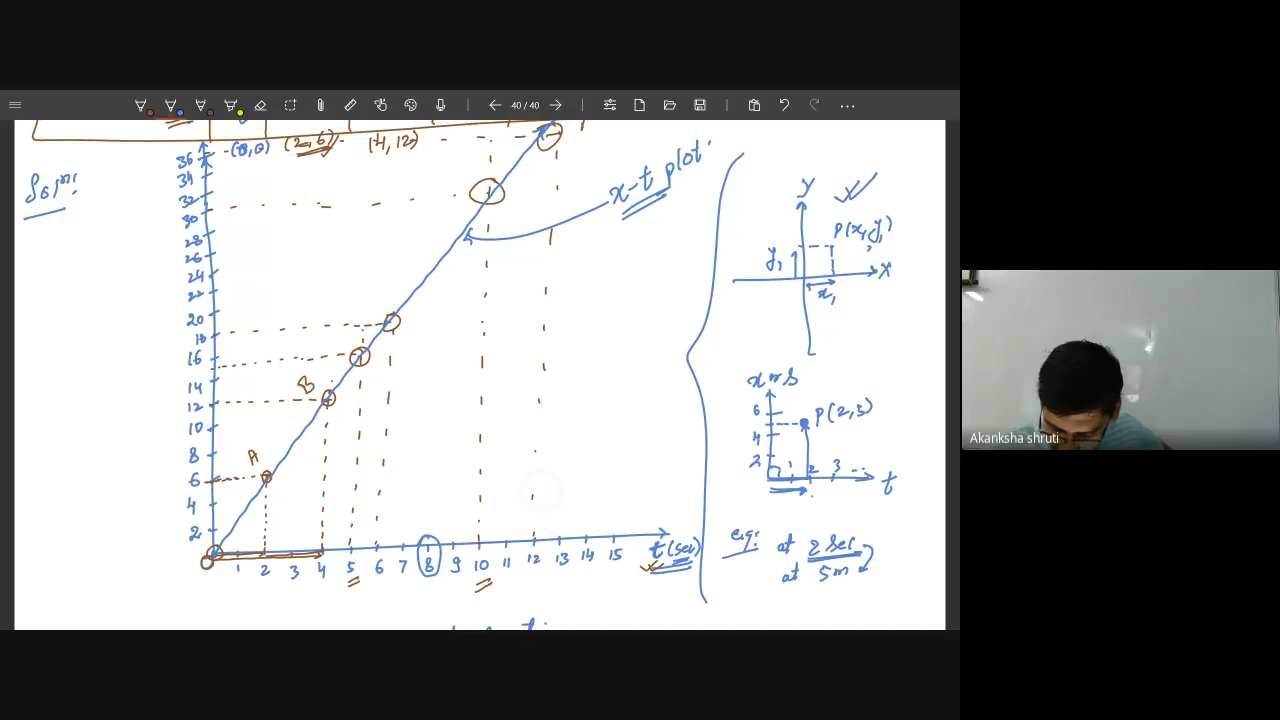 40/40
(0,0) (2,6) (4,12)
Solⁿ:
x-t plot
36
34
32
30
28
26
24
22
20
18
16
14
12
10
8
6
4
2
A
B
O
1 2 3 4 5 6 7 8 9 10 11 12 13 14 15
t (sec)
y
P(x₁, y₁)
y₁
x₁
X
x
6
4
2
P(2,5)
1 2 3 ...
t
e.g:
at 2 sec
at 5m
Akanksha shruti